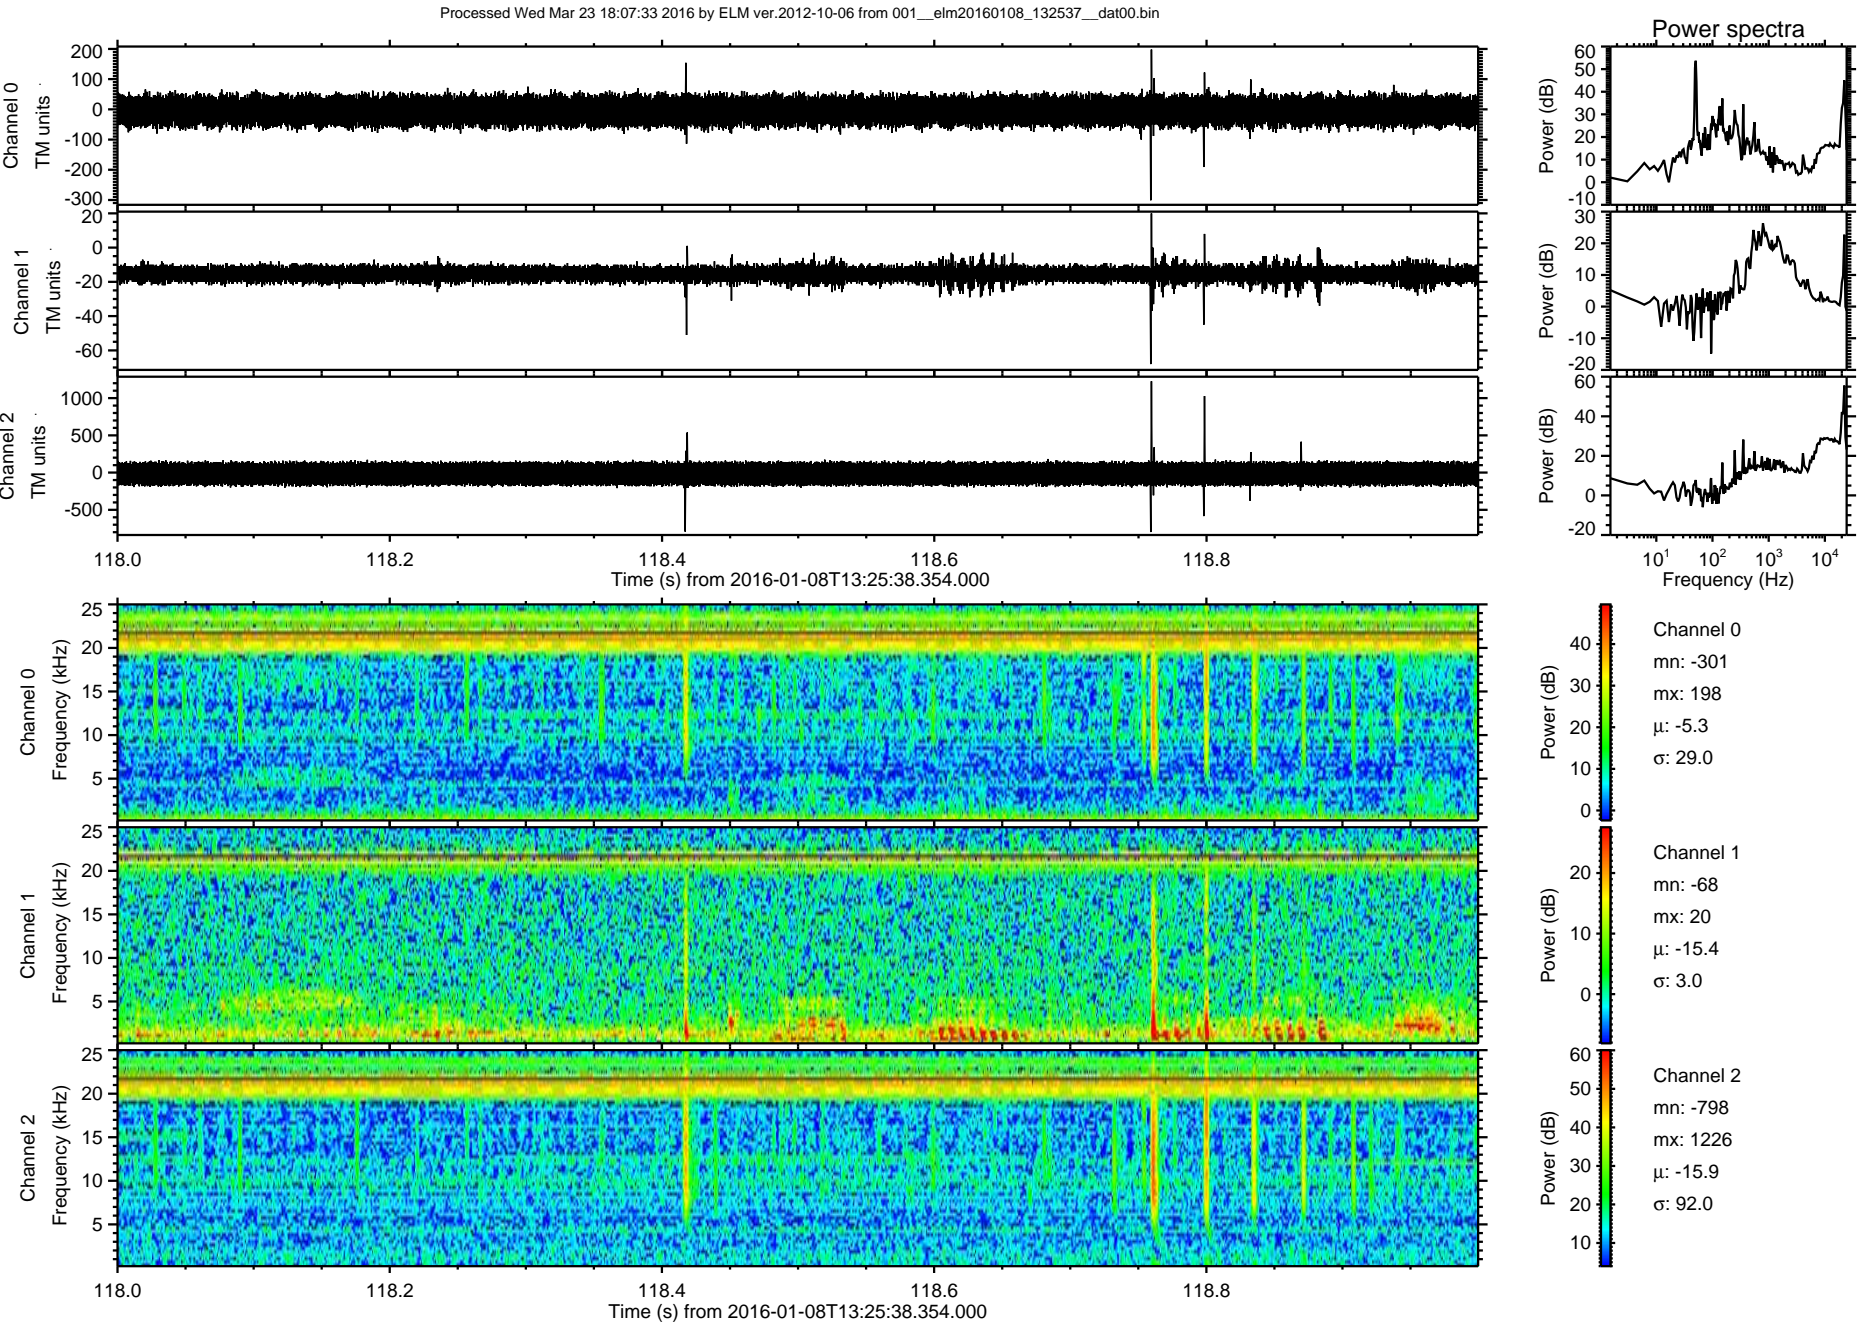 Processed Wed Mar 23 18:07:33 2016 by ELM ver.2012-10-06 from 001__elm20160108_132537__dat00.bin
Power spectra
Channel 0
TM units
200
100
0
-100
-200
-300
Power (dB)
60
50
40
30
20
10
0
-10
Channel 1
TM units
20
0
-20
-40
-60
Power (dB)
30
20
10
0
-10
-20
Channel 2
TM units
1000
500
0
-500
Power (dB)
60
40
20
0
-20
118.0 118.2 118.4 118.6 118.8
Time (s) from 2016-01-08T13:25:38.354.000
10¹ 10² 10³ 10⁴
Frequency (Hz)
Channel 0
Frequency (kHz)
25
20
15
10
5
Power (dB)
40
30
20
10
0
Channel 0
mn: -301
mx: 198
μ: -5.3
σ: 29.0
Channel 1
Frequency (kHz)
25
20
15
10
5
Power (dB)
20
10
0
Channel 1
mn: -68
mx: 20
μ: -15.4
σ: 3.0
Channel 2
Frequency (kHz)
25
20
15
10
5
Power (dB)
60
50
40
30
20
10
Channel 2
mn: -798
mx: 1226
μ: -15.9
σ: 92.0
118.0 118.2 118.4 118.6 118.8
Time (s) from 2016-01-08T13:25:38.354.000